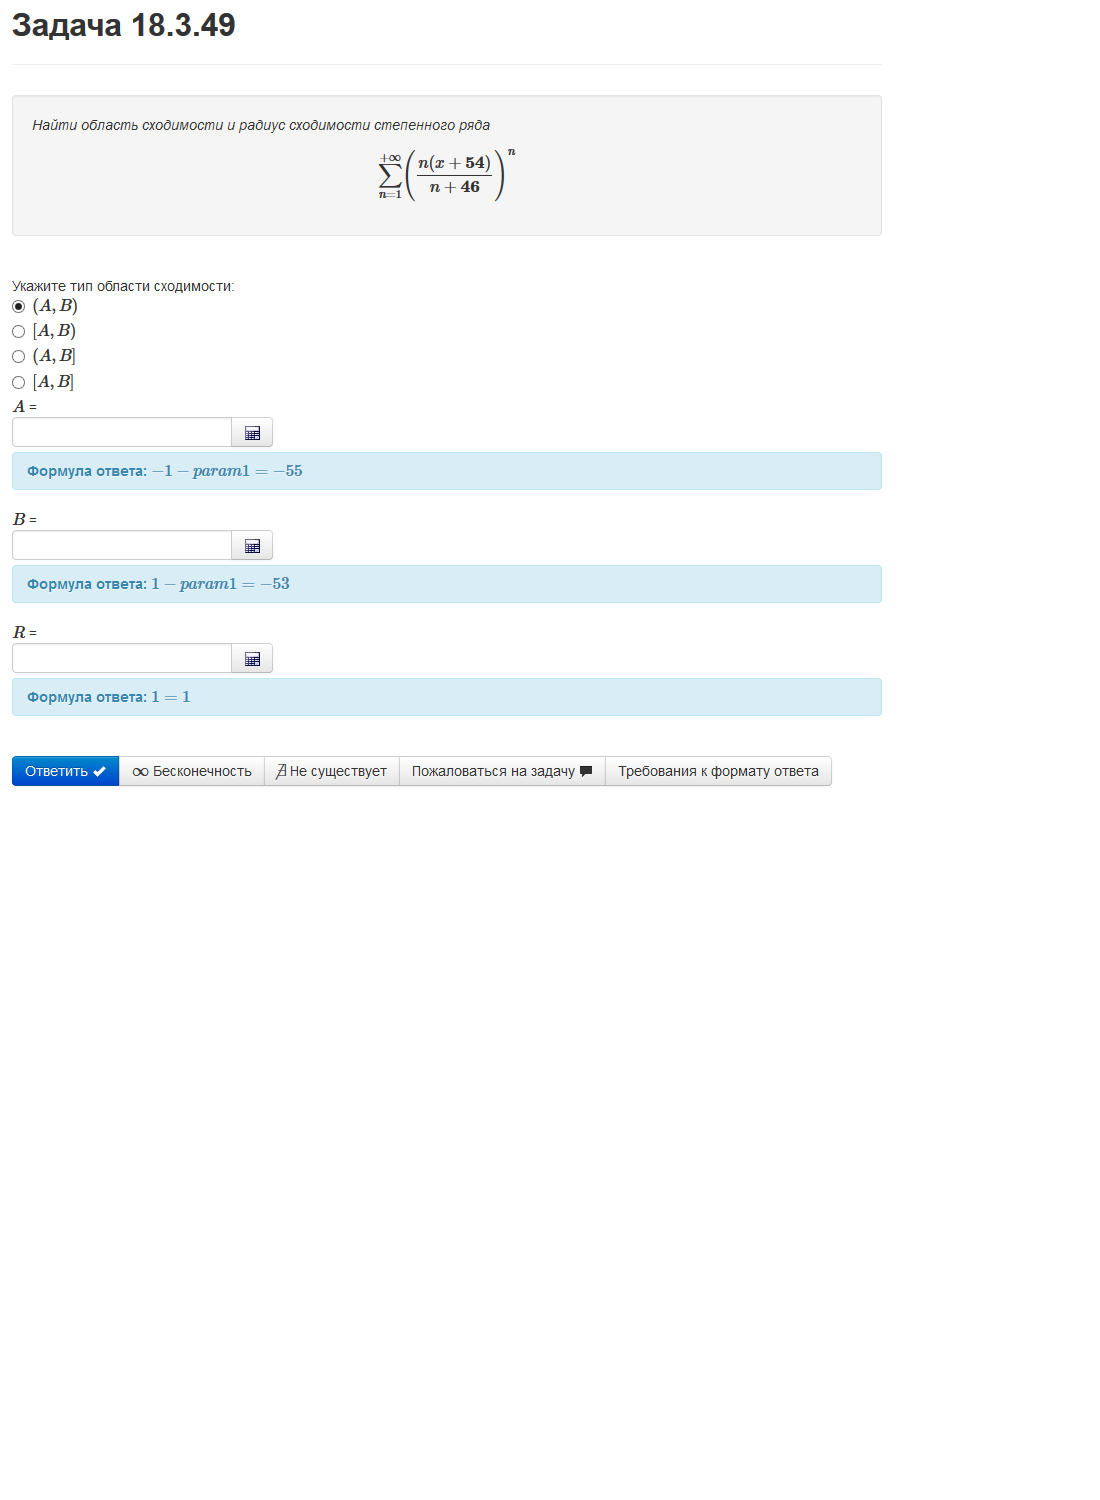 Задача 18.3.49
Найти область сходимости и радиус сходимости степенного ряда
$\sum_{n=1}^{+\infty} \left( \frac{n(x+54)}{n+46} \right)^n$
Укажите тип области сходимости:
(A, B)
[A, B)
(A, B]
[A, B]
A =
Формула ответа: −1 − param1 = −55
B =
Формула ответа: 1 − param1 = −53
R =
Формула ответа: 1 = 1
Ответить ∞ Бесконечность ∄ Не существует Пожаловаться на задачу Требования к формату ответа